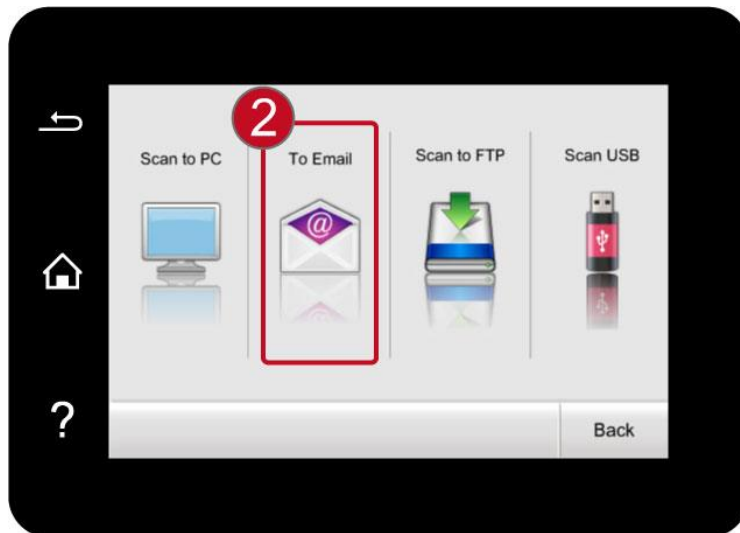 2
Scan to PC
To Email
Scan to FTP
Scan USB
@
?
Back